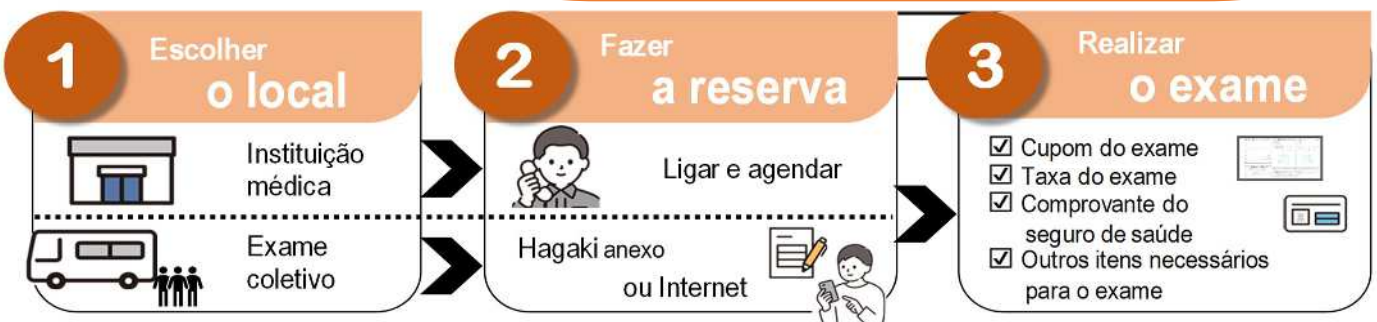 1
Escolher
o local
Instituição
médica
Exame
coletivo
2
Fazer
a reserva
Ligar e agendar
Hagaki anexo
ou Internet
3
Realizar
o exame
Cupom do exame
Taxa do exame
Comprovante do
seguro de saúde
Outros itens necessários
para o exame